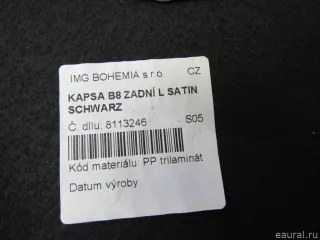 IMG BOHEMIA s.r.o. CZ
KAPSA B8 ZADNÍ L SATIN
SCHWARZ
Č. dílu: 8113246 S05
Kód materiálu: PP trilaminát
Datum výroby
© eaural.ru/